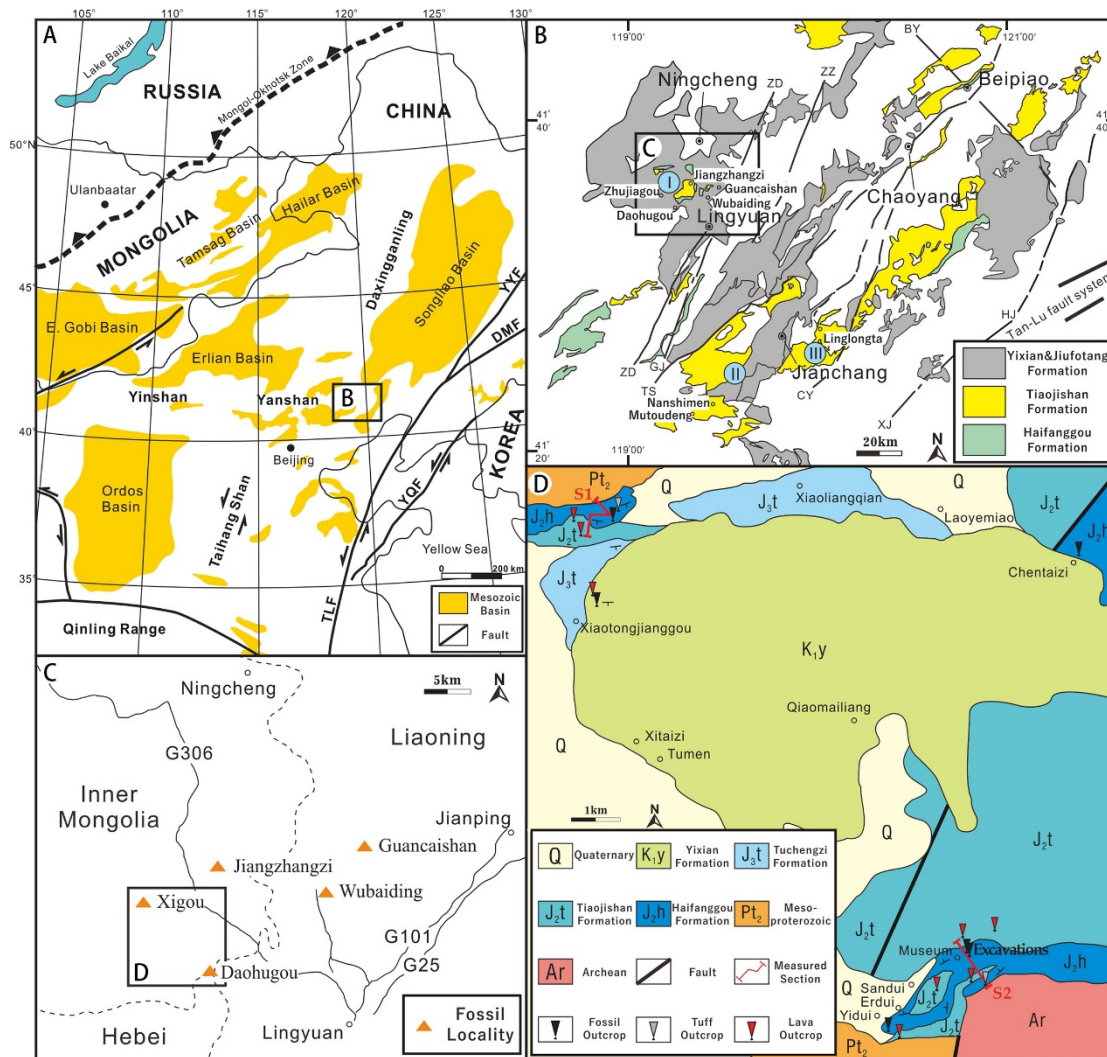 A
105°
110°
115°
120°
125°
130°
Lake Baikal
RUSSIA
Mongol-Okhotsk Zone
CHINA
50°N
Ulanbaatar
MONGOLIA
Hailar Basin
Tamsag Basin
Daxingganling
Songliao Basin
45°
E. Gobi Basin
Erlian Basin
YYF
DMF
Yinshan
Yanshan
B
40°
Beijing
KOREA
Ordos
Basin
Taihang Shan
YQF
Yellow Sea
0 200 km
35°
TLF
Qinling Range
Mesozoic
Basin
Fault
B
119°00'
121°00'
BY
Ningcheng
ZD
ZZ
Beipiao
41°
40'
41°
40'
C
I
Jiangzhangzi
Zhujiagou
Guancaishan
Wubaiding
Daohugou
Lingyuan
Chaoyang
HJ
Tan-Lu fault system
Linglongta
III
II
Jianchang
ZD
GJ
TS
CY
XJ
Nanshimen
Mutoudeng
20km
N
41°
20'
119°00'
Yixian&Jiufotang
Formation
Tiaojishan
Formation
Haifanggou
Formation
C
5km
N
Ningcheng
Liaoning
G306
Inner
Mongolia
Jianping
Guancaishan
Jiangzhangzi
Wubaiding
Xigou
G101
G25
D
Daohugou
Hebei
Lingyuan
Fossil
Locality
D
Pt₂
S1
Q
J₃t
Xiaoliangqian
Q
Laoyemiao
J₂t
J₂h
J₂t
J₂h
Chentaizi
J₃t
Xiaotongjianggou
K₁y
Qiaomailiang
Q
Xitaizi
Tumen
1km
N
Q
J₂t
J₂t
Museum
Excavations
J₂h
Q
Sandui
Erdui
Yidui
J₂t
S2
J₂t
Pt₂
Ar
Q
Quaternary
K₁y
Yixian
Formation
J₃t
Tuchengzi
Formation
J₂t
Tiaojishan
Formation
J₂h
Haifanggou
Formation
Pt₂
Meso-
proterozoic
Ar
Archean
Fault
Measured
Section
Fossil
Outcrop
Tuff
Outcrop
Lava
Outcrop